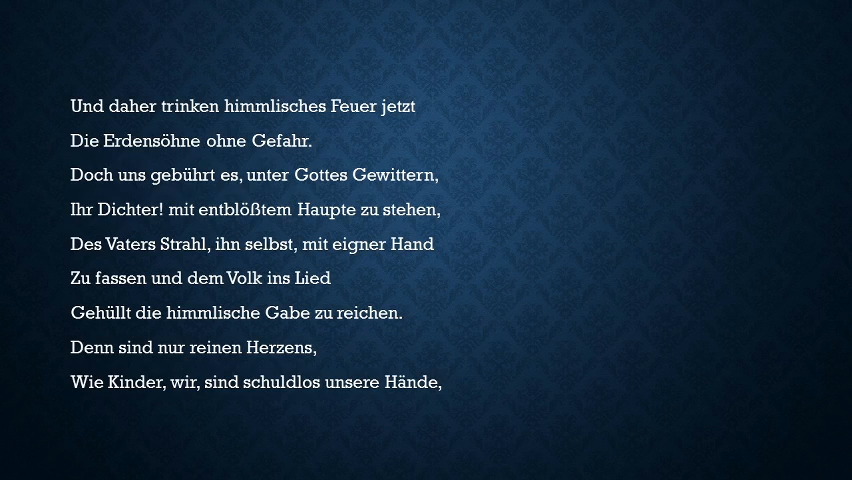 Und daher trinken himmlisches Feuer jetzt
Die Erdensöhne ohne Gefahr.
Doch uns gebührt es, unter Gottes Gewittern,
Ihr Dichter! mit entblößtem Haupte zu stehen,
Des Vaters Strahl, ihn selbst, mit eigner Hand
Zu fassen und dem Volk ins Lied
Gehüllt die himmlische Gabe zu reichen.
Denn sind nur reinen Herzens,
Wie Kinder, wir, sind schuldlos unsere Hände,